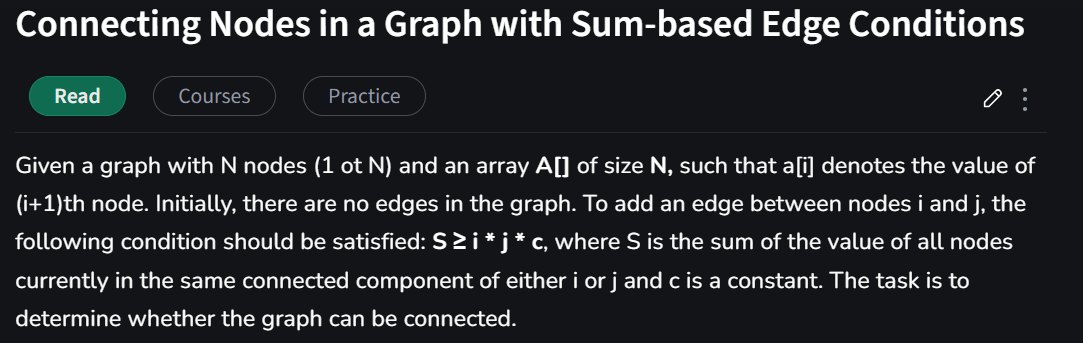 Connecting Nodes in a Graph with Sum-based Edge Conditions
Read Courses Practice
Given a graph with N nodes (1 ot N) and an array A[] of size N, such that a[i] denotes the value of
(i+1)th node. Initially, there are no edges in the graph. To add an edge between nodes i and j, the
following condition should be satisfied: S ≥ i * j * c, where S is the sum of the value of all nodes
currently in the same connected component of either i or j and c is a constant. The task is to
determine whether the graph can be connected.